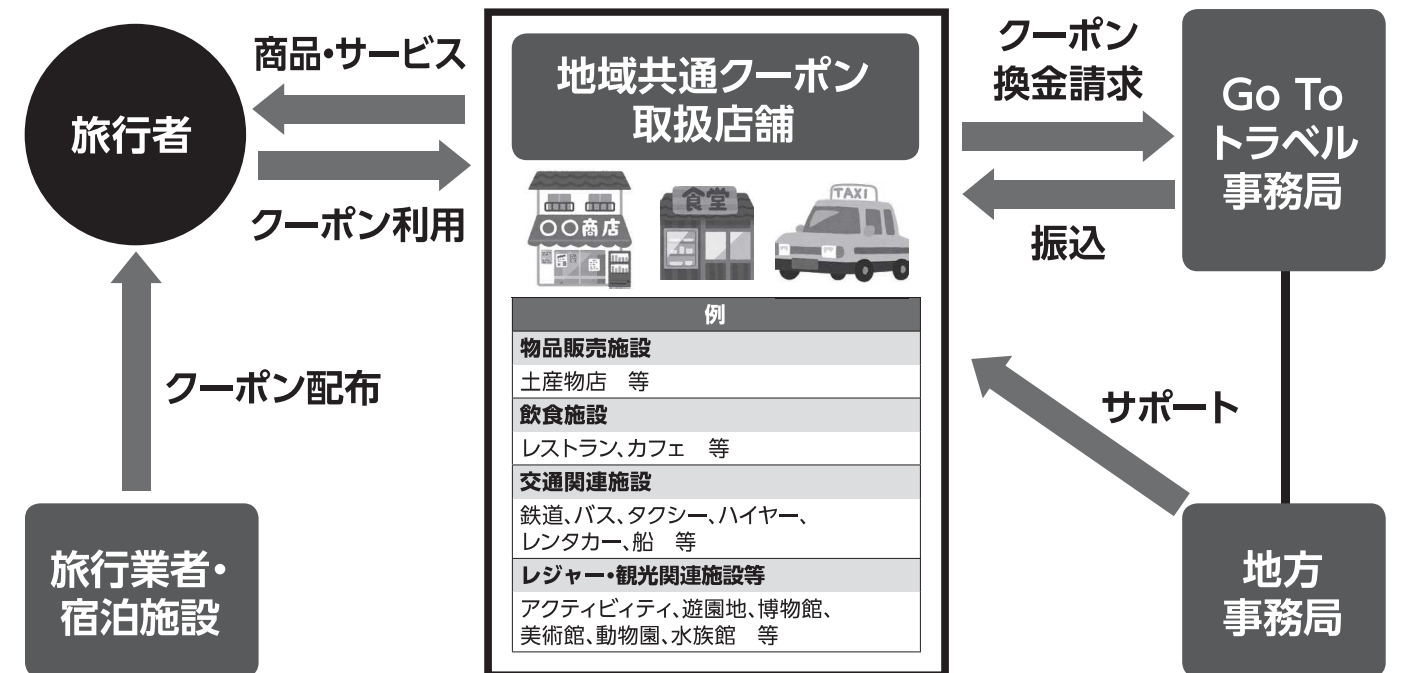 旅行者
商品・サービス
クーポン利用
クーポン配布
旅行業者・
宿泊施設
地域共通クーポン
取扱店舗
〇〇商店
食堂
TAXI
例
物品販売施設
土産物店　等
飲食施設
レストラン、カフェ　等
交通関連施設
鉄道、バス、タクシー、ハイヤー、
レンタカー、船　等
レジャー・観光関連施設等
アクティビィティ、遊園地、博物館、
美術館、動物園、水族館　等
クーポン
換金請求
振込
サポート
Go To
トラベル
事務局
地方
事務局